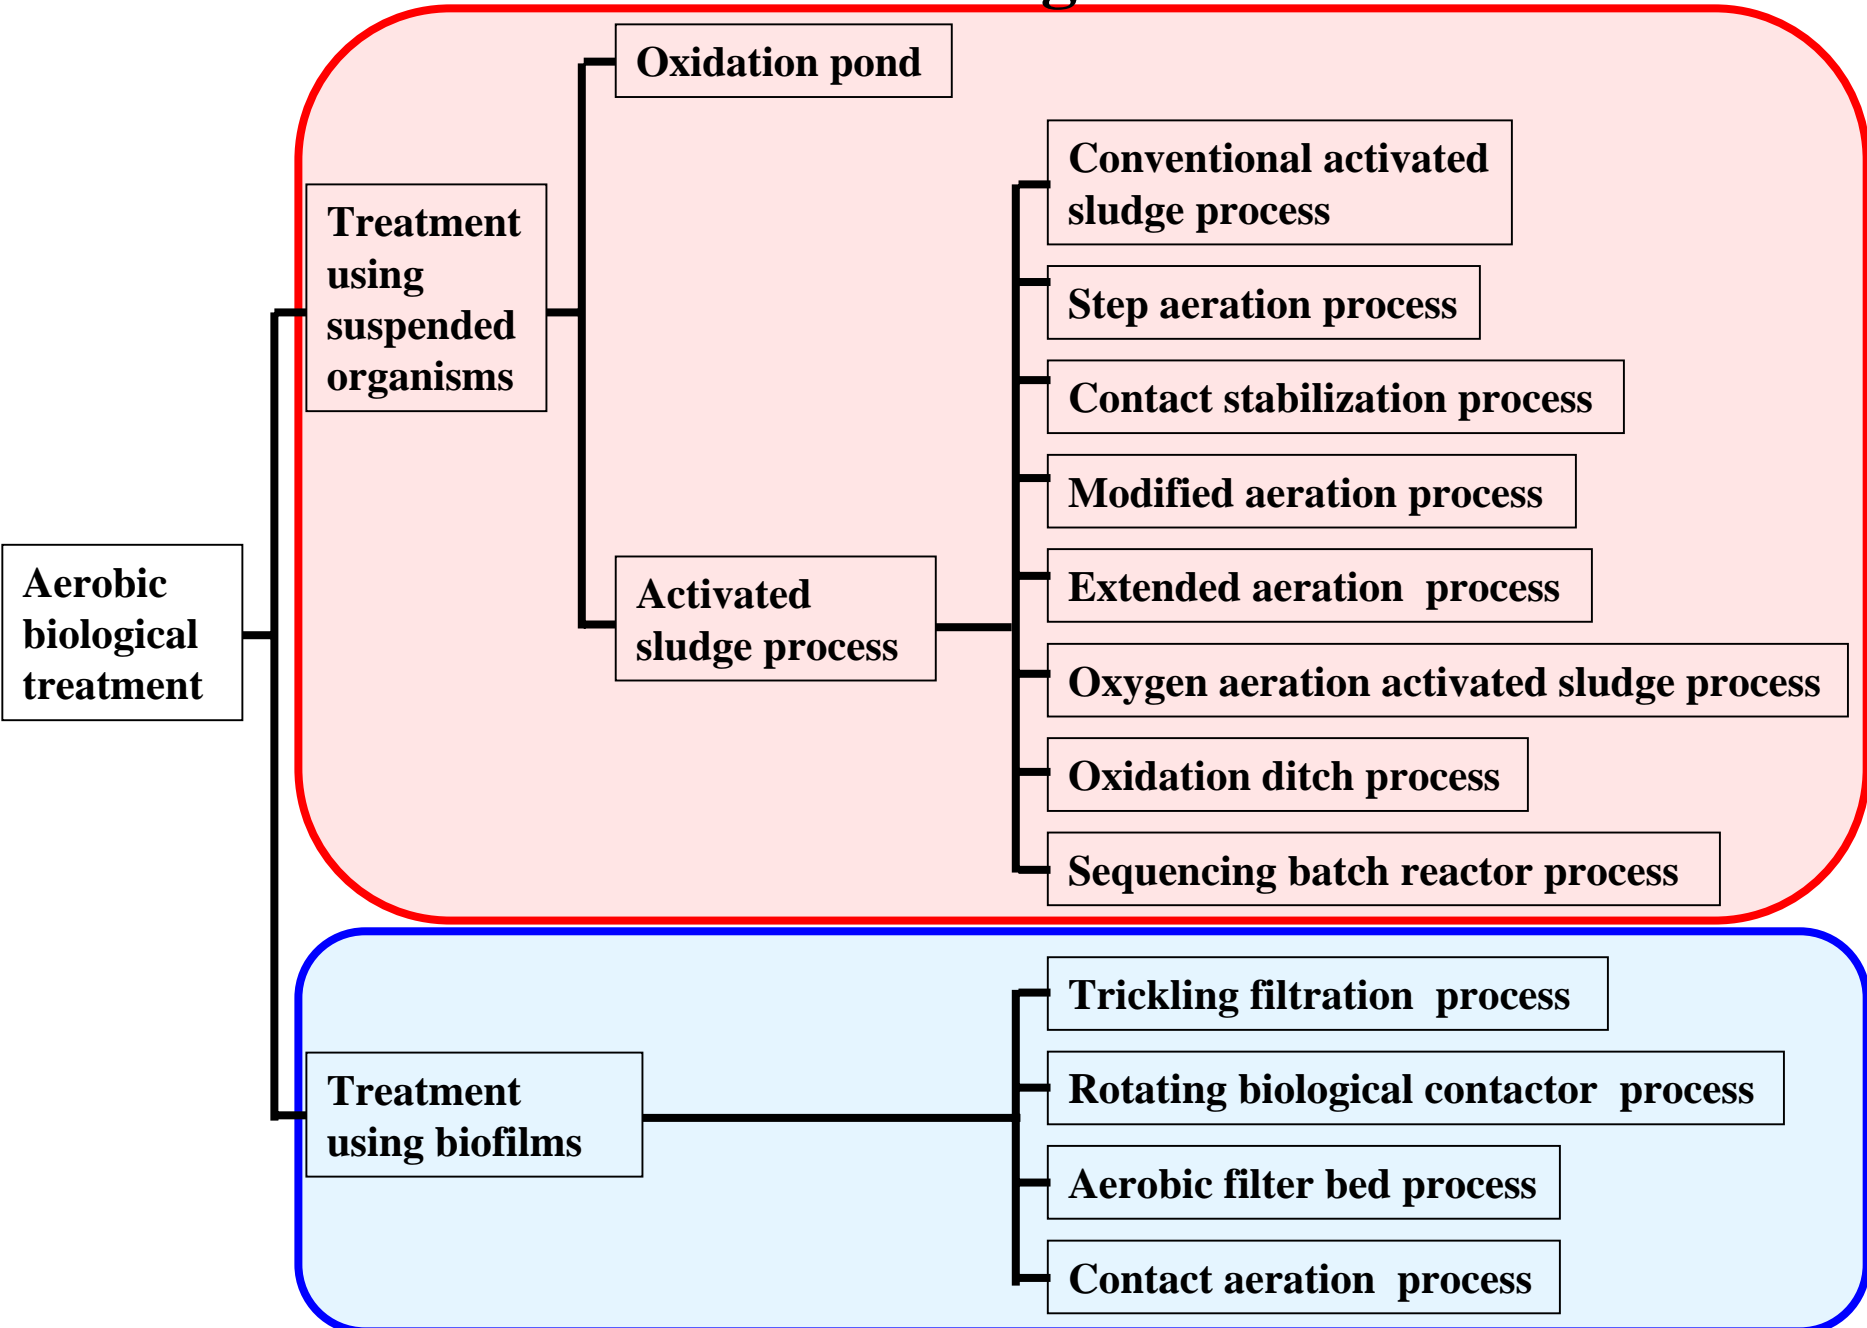 Oxidation pond
Conventional activated
sludge process
Treatment
using
suspended
organisms
Step aeration process
Contact stabilization process
Modified aeration process
Aerobic
biological
treatment
Activated
sludge process
Extended aeration  process
Oxygen aeration activated sludge process
Oxidation ditch process
Sequencing batch reactor process
Trickling filtration  process
Treatment
using biofilms
Rotating biological contactor  process
Aerobic filter bed process
Contact aeration  process